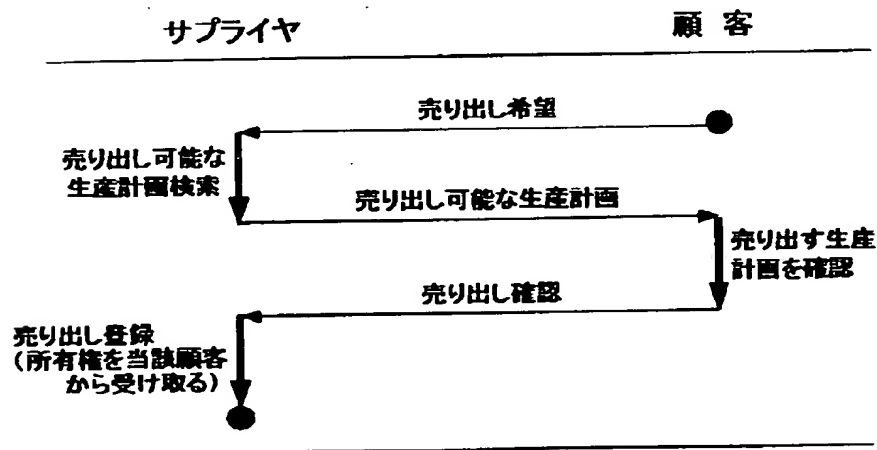 サプライヤ
顧客
売り出し希望
売り出し可能な
生産計画検索
売り出し可能な生産計画
売り出す生産
計画を確認
売り出し確認
売り出し登録
(所有権を当該顧客
から受け取る)